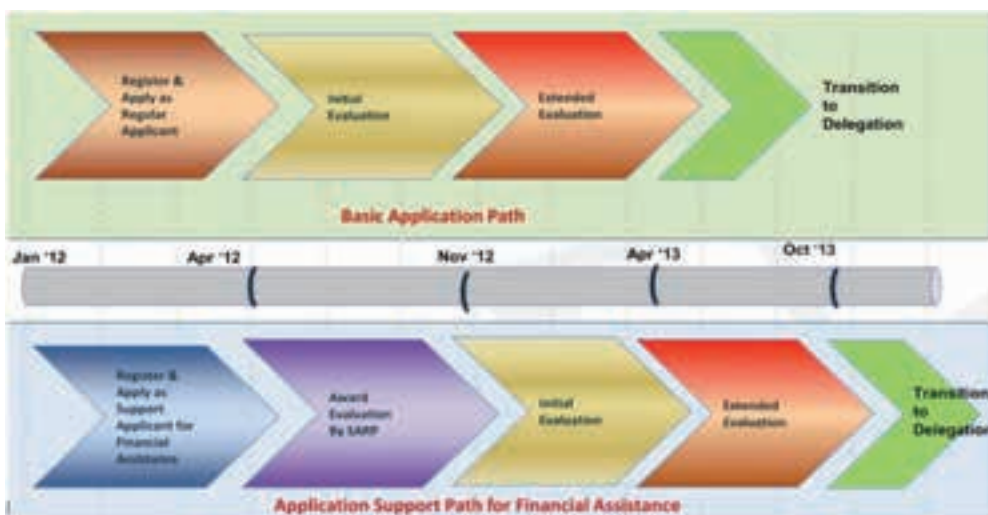 Register &
Apply as
Regular
Applicant
Initial
Evaluation
Extended
Evaluation
Transition
to
Delegation
Basic Application Path
Jan '12
Apr '12
Nov '12
Apr '13
Oct '13
Register &
Apply as
Support
Applicant for
Financial
Award
Evaluation
By SARP
Initial
Evaluation
Extended
Evaluation
Transition
to
Delegation
Application Support Path for Financial Assistance